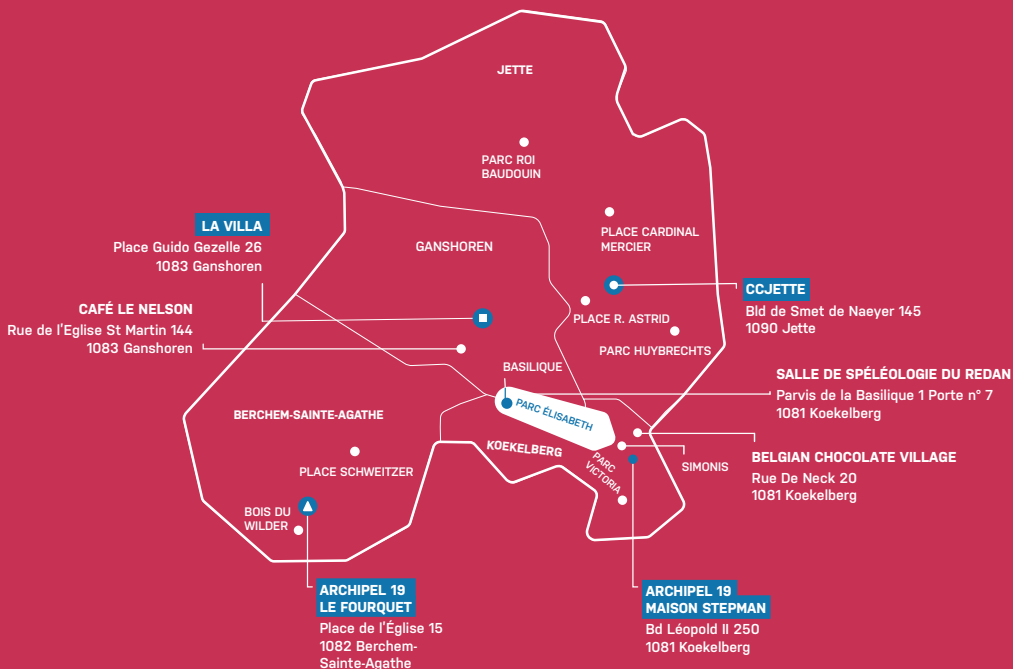 JETTE
PARC ROI
BAUDOUIN
LA VILLA
Place Guido Gezelle 26
1083 Ganshoren
GANSHOREN
PLACE CARDINAL
MERCIER
CAFÉ LE NELSON
Rue de l'Eglise St Martin 144
1083 Ganshoren
CCJETTE
Bld de Smet de Naeyer 145
1090 Jette
PLACE R. ASTRID
PARC HUYBRECHTS
BASILIQUE
SALLE DE SPÉLÉOLOGIE DU REDAN
Parvis de la Basilique 1 Porte n° 7
1081 Koekelberg
PARC ÉLISABETH
BERCHEM-SAINTE-AGATHE
KOEKELBERG
PLACE SCHWEITZER
PARC
VICTORIA
SIMONIS
BELGIAN CHOCOLATE VILLAGE
Rue De Neck 20
1081 Koekelberg
BOIS DU
WILDER
ARCHIPEL 19
LE FOURQUET
Place de l'Église 15
1082 Berchem-
Sainte-Agathe
ARCHIPEL 19
MAISON STEPMAN
Bd Léopold II 250
1081 Koekelberg